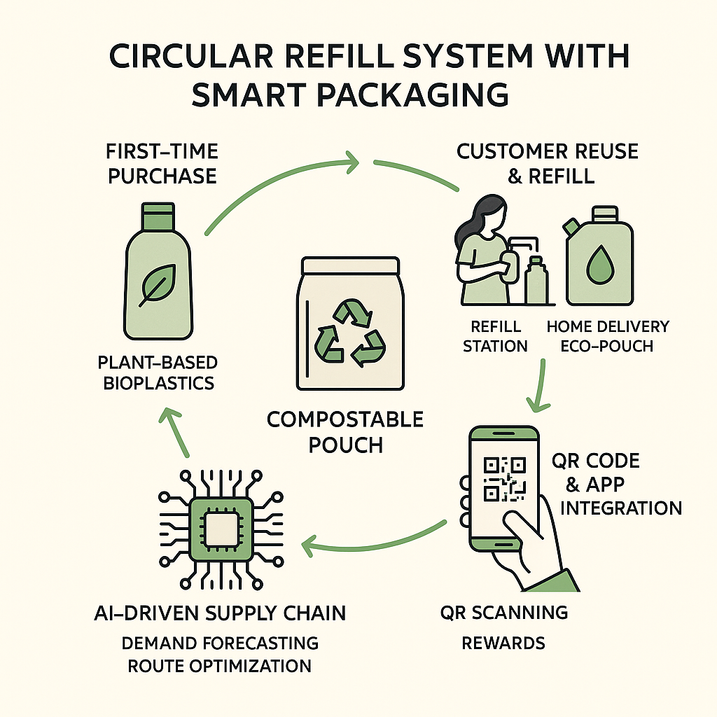 CIRCULAR REFILL SYSTEM WITH
SMART PACKAGING
FIRST–TIME
PURCHASE
CUSTOMER REUSE
& REFILL
PLANT–BASED
BIOPLASTICS
COMPOSTABLE
POUCH
REFILL
STATION
HOME DELIVERY
ECO–POUCH
QR CODE
& APP
INTEGRATION
AI–DRIVEN SUPPLY CHAIN
DEMAND FORECASTING
ROUTE OPTIMIZATION
QR SCANNING
REWARDS